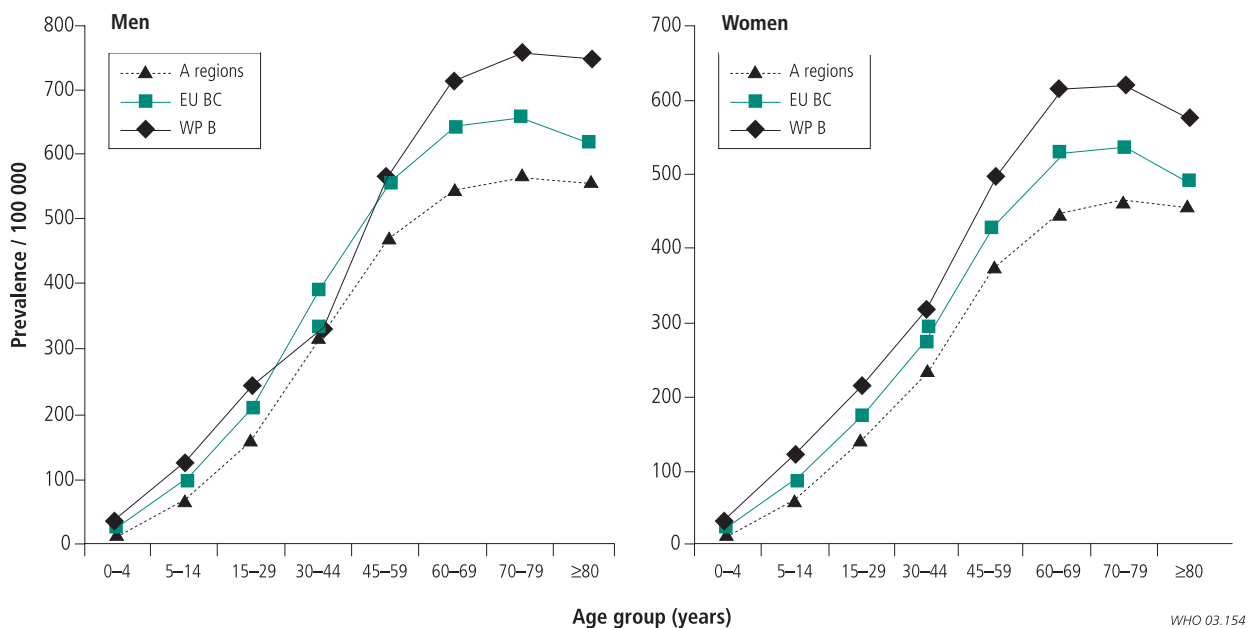 Men
A regions
EU BC
WP B
800
700
600
500
400
300
200
100
0
Prevalence / 100 000
0–4 5–14 15–29 30–44 45–59 60–69 70–79 ≥80
Women
A regions
EU BC
WP B
700
600
500
400
300
200
100
0
0–4 5–14 15–29 30–44 45–59 60–69 70–79 ≥80
Age group (years)
WHO 03.154